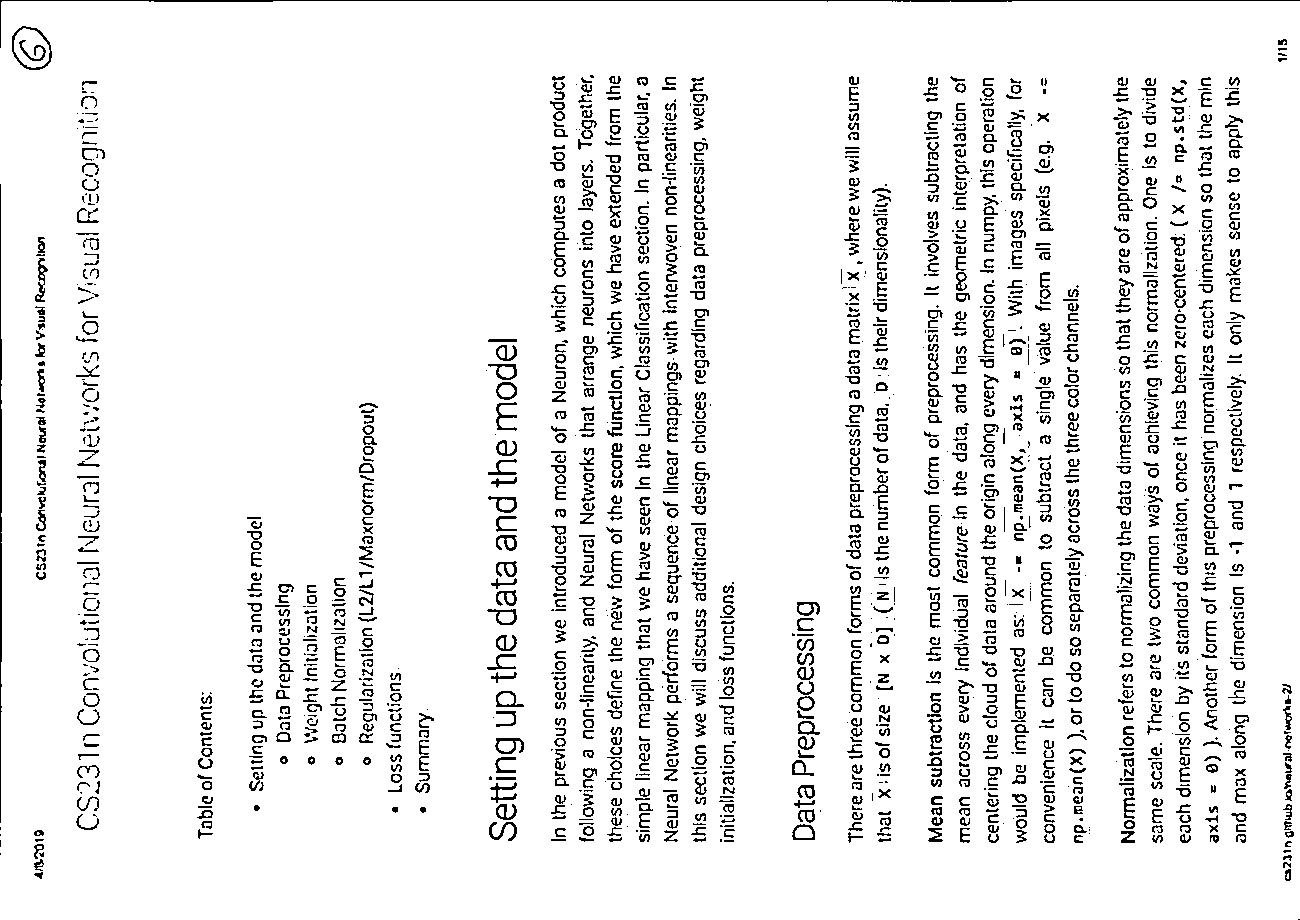 4/8/2019
CS231n Convolutional Neural Networks for Visual Recognition
6
CS231n Convolutional Neural Networks for Visual Recognition
Table of Contents:
• Setting up the data and the model
∘ Data Preprocessing
∘ Weight Initialization
∘ Batch Normalization
∘ Regularization (L2/L1/Maxnorm/Dropout)
• Loss functions
• Summary
Setting up the data and the model
In the previous section we introduced a model of a Neuron, which computes a dot product
following a non-linearity, and Neural Networks that arrange neurons into layers. Together,
these choices define the new form of the score function, which we have extended from the
simple linear mapping that we have seen in the Linear Classification section. In particular, a
Neural Network performs a sequence of linear mappings with interwoven non-linearities. In
this section we will discuss additional design choices regarding data preprocessing, weight
initialization, and loss functions.
Data Preprocessing
There are three common forms of data preprocessing a data matrix X, where we will assume
that X is of size [N x D] (N is the number of data, D is their dimensionality).
Mean subtraction is the most common form of preprocessing. It involves subtracting the
mean across every individual feature in the data, and has the geometric interpretation of
centering the cloud of data around the origin along every dimension. In numpy, this operation
would be implemented as: X -= np.mean(X, axis = 0). With images specifically, for
convenience it can be common to subtract a single value from all pixels (e.g. X -=
np.mean(X)), or to do so separately across the three color channels.
Normalization refers to normalizing the data dimensions so that they are of approximately the
same scale. There are two common ways of achieving this normalization. One is to divide
each dimension by its standard deviation, once it has been zero-centered: (X /= np.std(X,
axis = 0)). Another form of this preprocessing normalizes each dimension so that the min
and max along the dimension is -1 and 1 respectively. It only makes sense to apply this
cs231n.github.io/neural-networks-2/
1/15